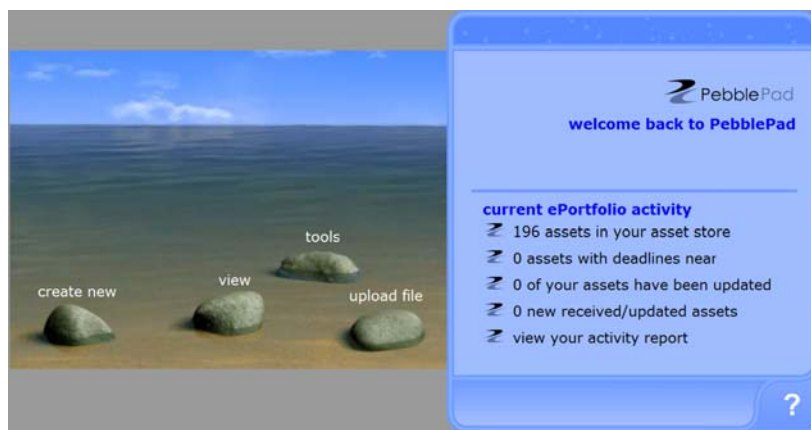 tools
view
create new
upload file
PebblePad
welcome back to PebblePad
current ePortfolio activity
196 assets in your asset store
0 assets with deadlines near
0 of your assets have been updated
0 new received/updated assets
view your activity report
?